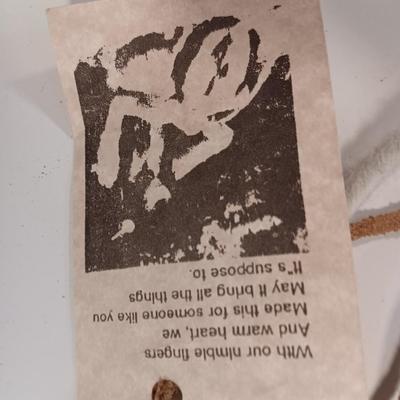 With our nimble fingers
And warm heart, we
Made this for someone like you
May it bring all the things
It"s suppose to.